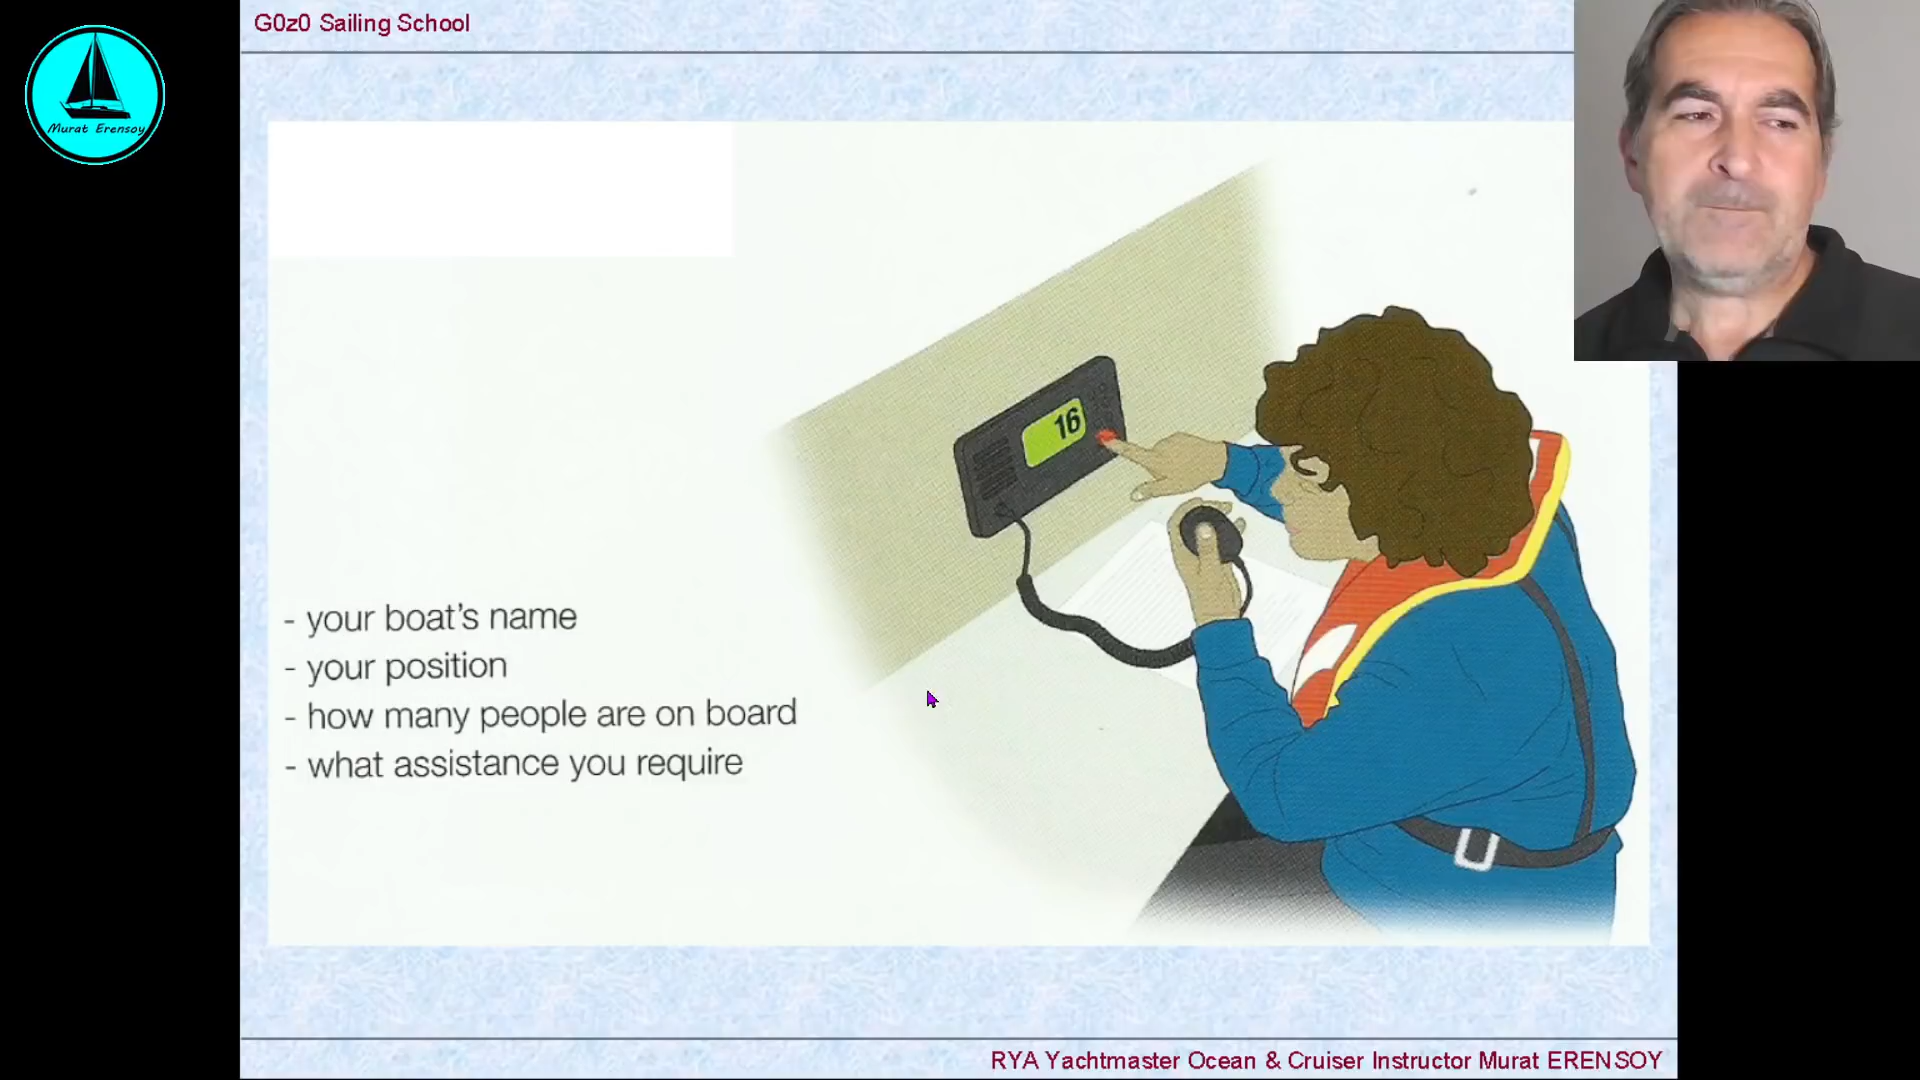 G0z0 Sailing School
Murat Erensoy
16
- your boat's name
- your position
- how many people are on board
- what assistance you require
RYA Yachtmaster Ocean & Cruiser Instructor Murat ERENSOY